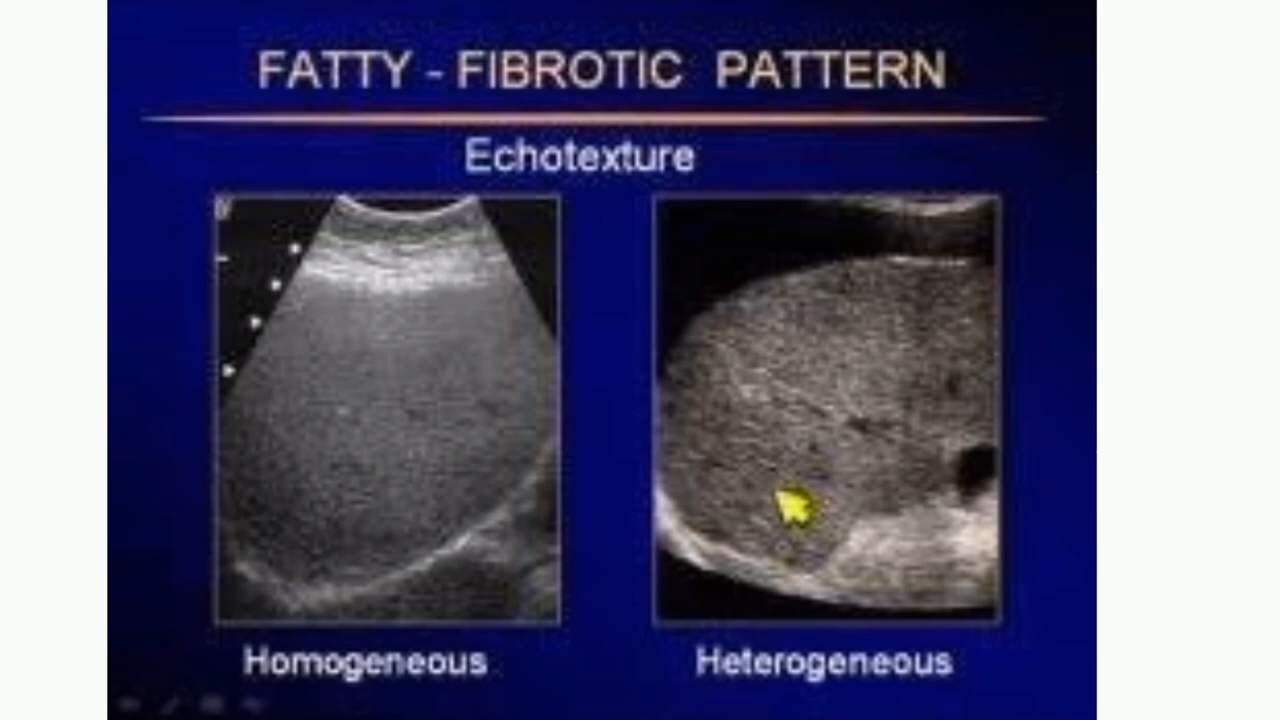 FATTY - FIBROTIC PATTERN
Echotexture
Homogeneous
Heterogeneous